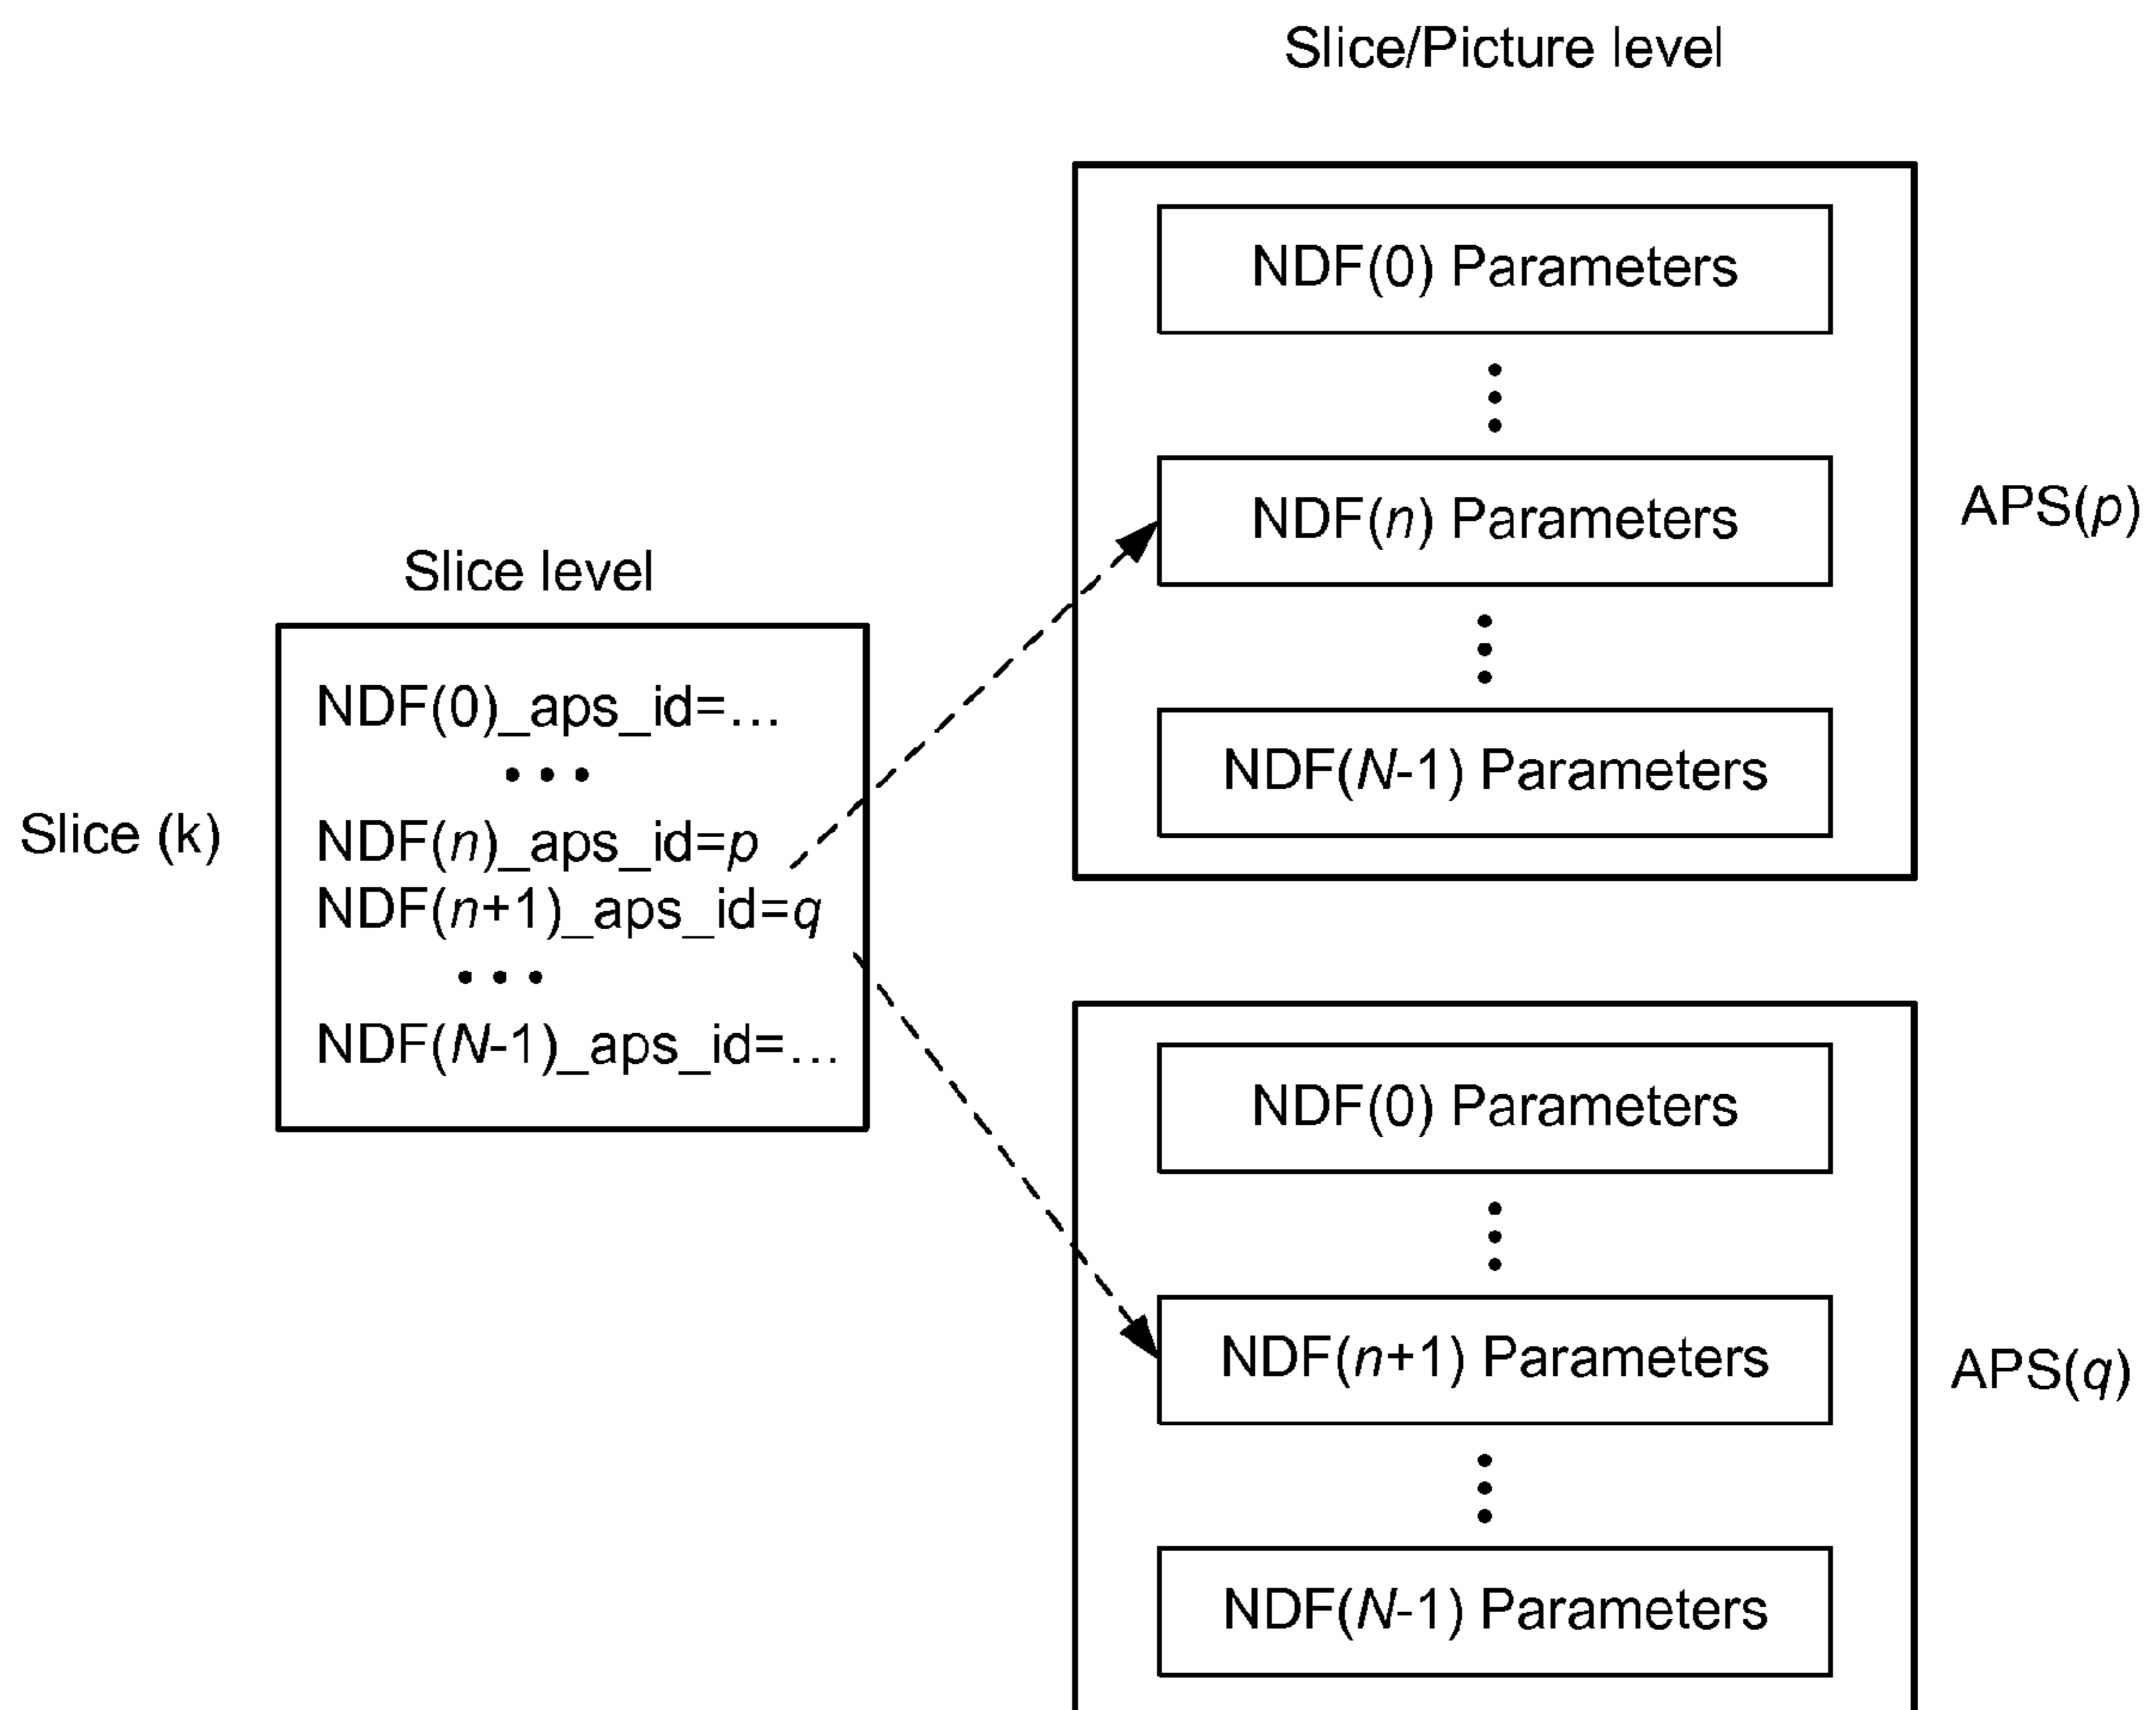 Slice/Picture level
NDF(0) Parameters
NDF(n) Parameters
NDF(N-1) Parameters
APS(p)
Slice level
NDF(0)_aps_id=...
NDF(n)_aps_id=p
NDF(n+1)_aps_id=q
NDF(N-1)_aps_id=...
Slice (k)
NDF(0) Parameters
NDF(n+1) Parameters
NDF(N-1) Parameters
APS(q)